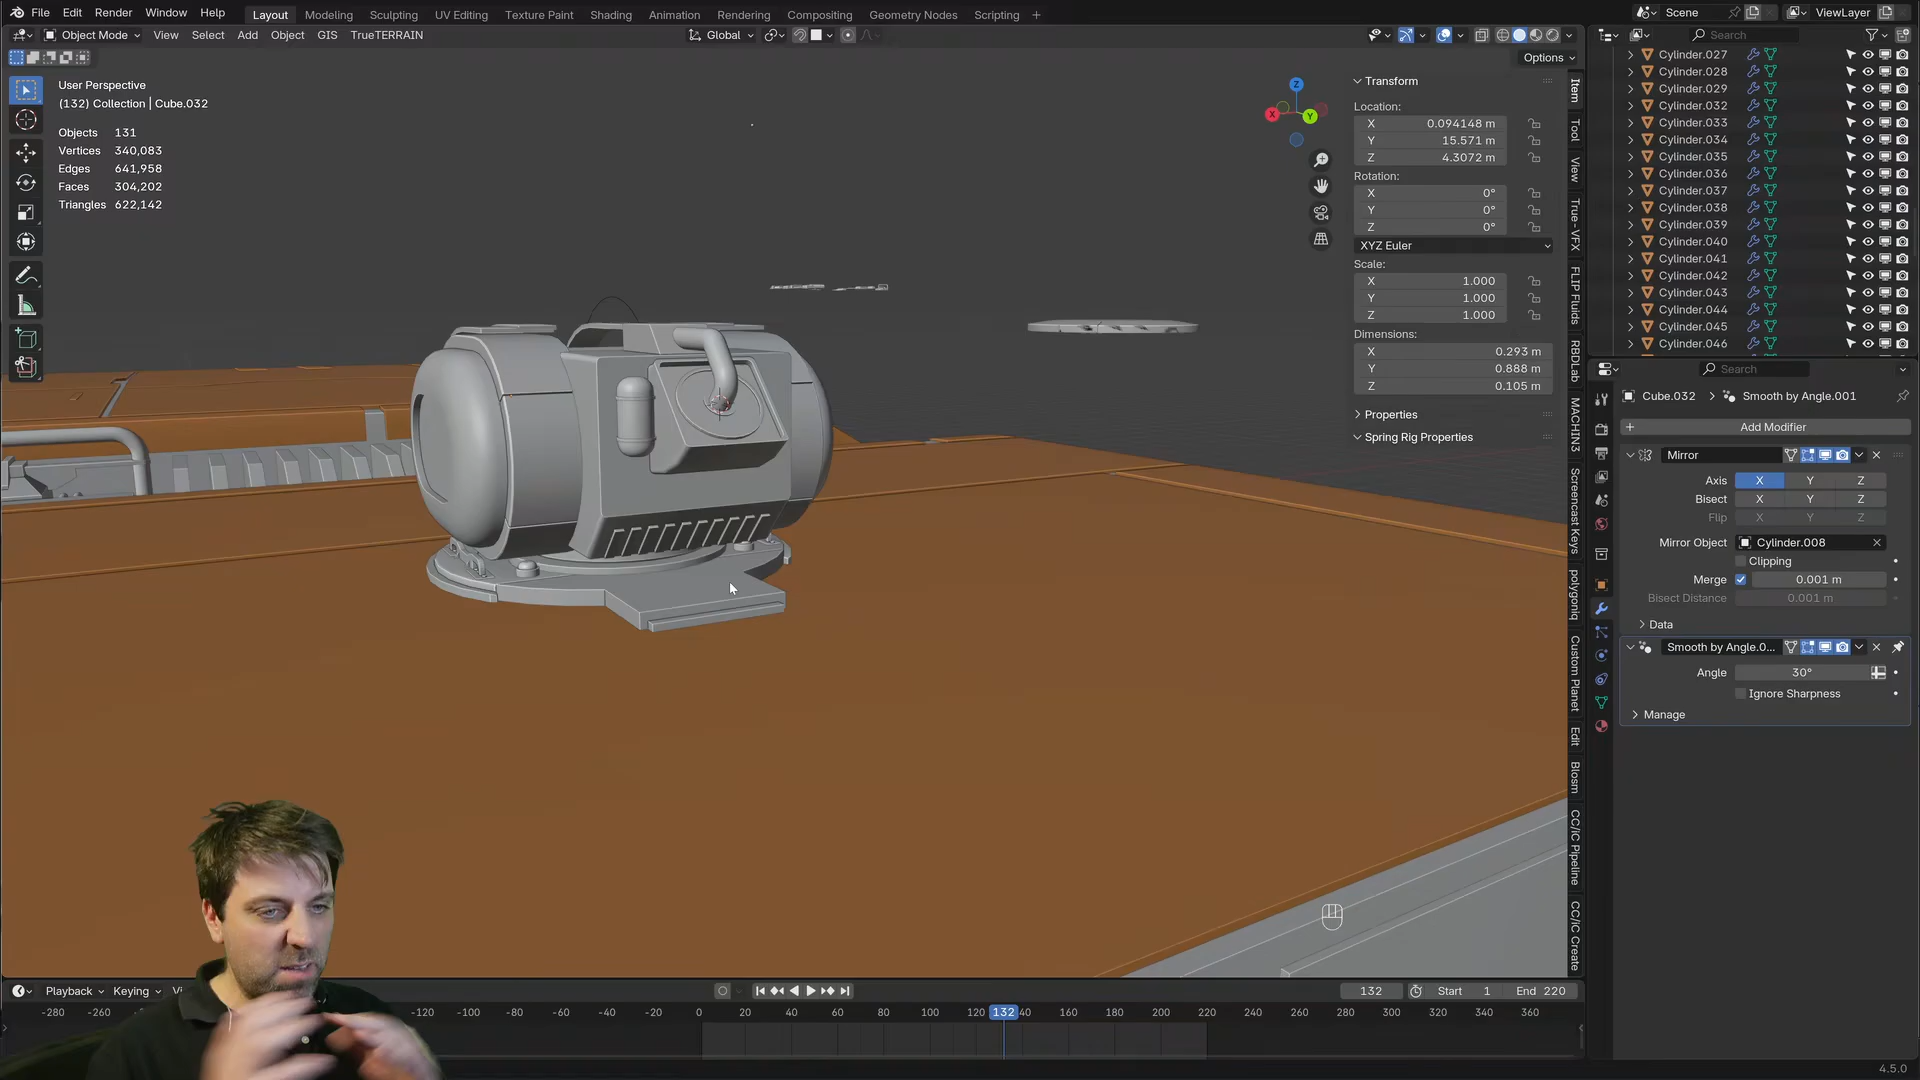 File Edit Render Window Help Layout Modeling Sculpting UV Editing Texture Paint Shading Animation Rendering Compositing Geometry Nodes Scripting + Scene ViewLayer
Object Mode View Select Add Object GIS TrueTERRAIN Global Search
Options
User Perspective
(132) Collection | Cube.032
Objects 131
Vertices 340,083
Edges 641,958
Faces 304,202
Triangles 622,142
Z
X
Y
Transform
Location:
X 0.094148 m
Y 15.571 m
Z 4.3072 m
Rotation:
X 0°
Y 0°
Z 0°
XYZ Euler
Scale:
X 1.000
Y 1.000
Z 1.000
Dimensions:
X 0.293 m
Y 0.888 m
Z 0.105 m
Properties
Spring Rig Properties
Item
Tool
View
True-VFX
FLIP Fluids
RBDLab
MACHIN3
Screencast Keys
polygoniq
Custom Planet
Edit
Blosm
CC/iC Pipeline
CC/iC Create
Cylinder.027
Cylinder.028
Cylinder.029
Cylinder.032
Cylinder.033
Cylinder.034
Cylinder.035
Cylinder.036
Cylinder.037
Cylinder.038
Cylinder.039
Cylinder.040
Cylinder.041
Cylinder.042
Cylinder.043
Cylinder.044
Cylinder.045
Cylinder.046
Search
Cube.032 > Smooth by Angle.001
+ Add Modifier
Mirror
Axis X Y Z
Bisect X Y Z
Flip X Y Z
Mirror Object Cylinder.008
Clipping
Merge 0.001 m
Bisect Distance 0.001 m
Data
Smooth by Angle.0...
Angle 30°
Ignore Sharpness
Manage
Playback Keying Vi 132 Start 1 End 220
-280 -260 -120 -100 -80 -60 -40 -20 0 20 40 60 80 100 120 132 40 160 180 200 220 240 260 280 300 320 340 360
4.5.0